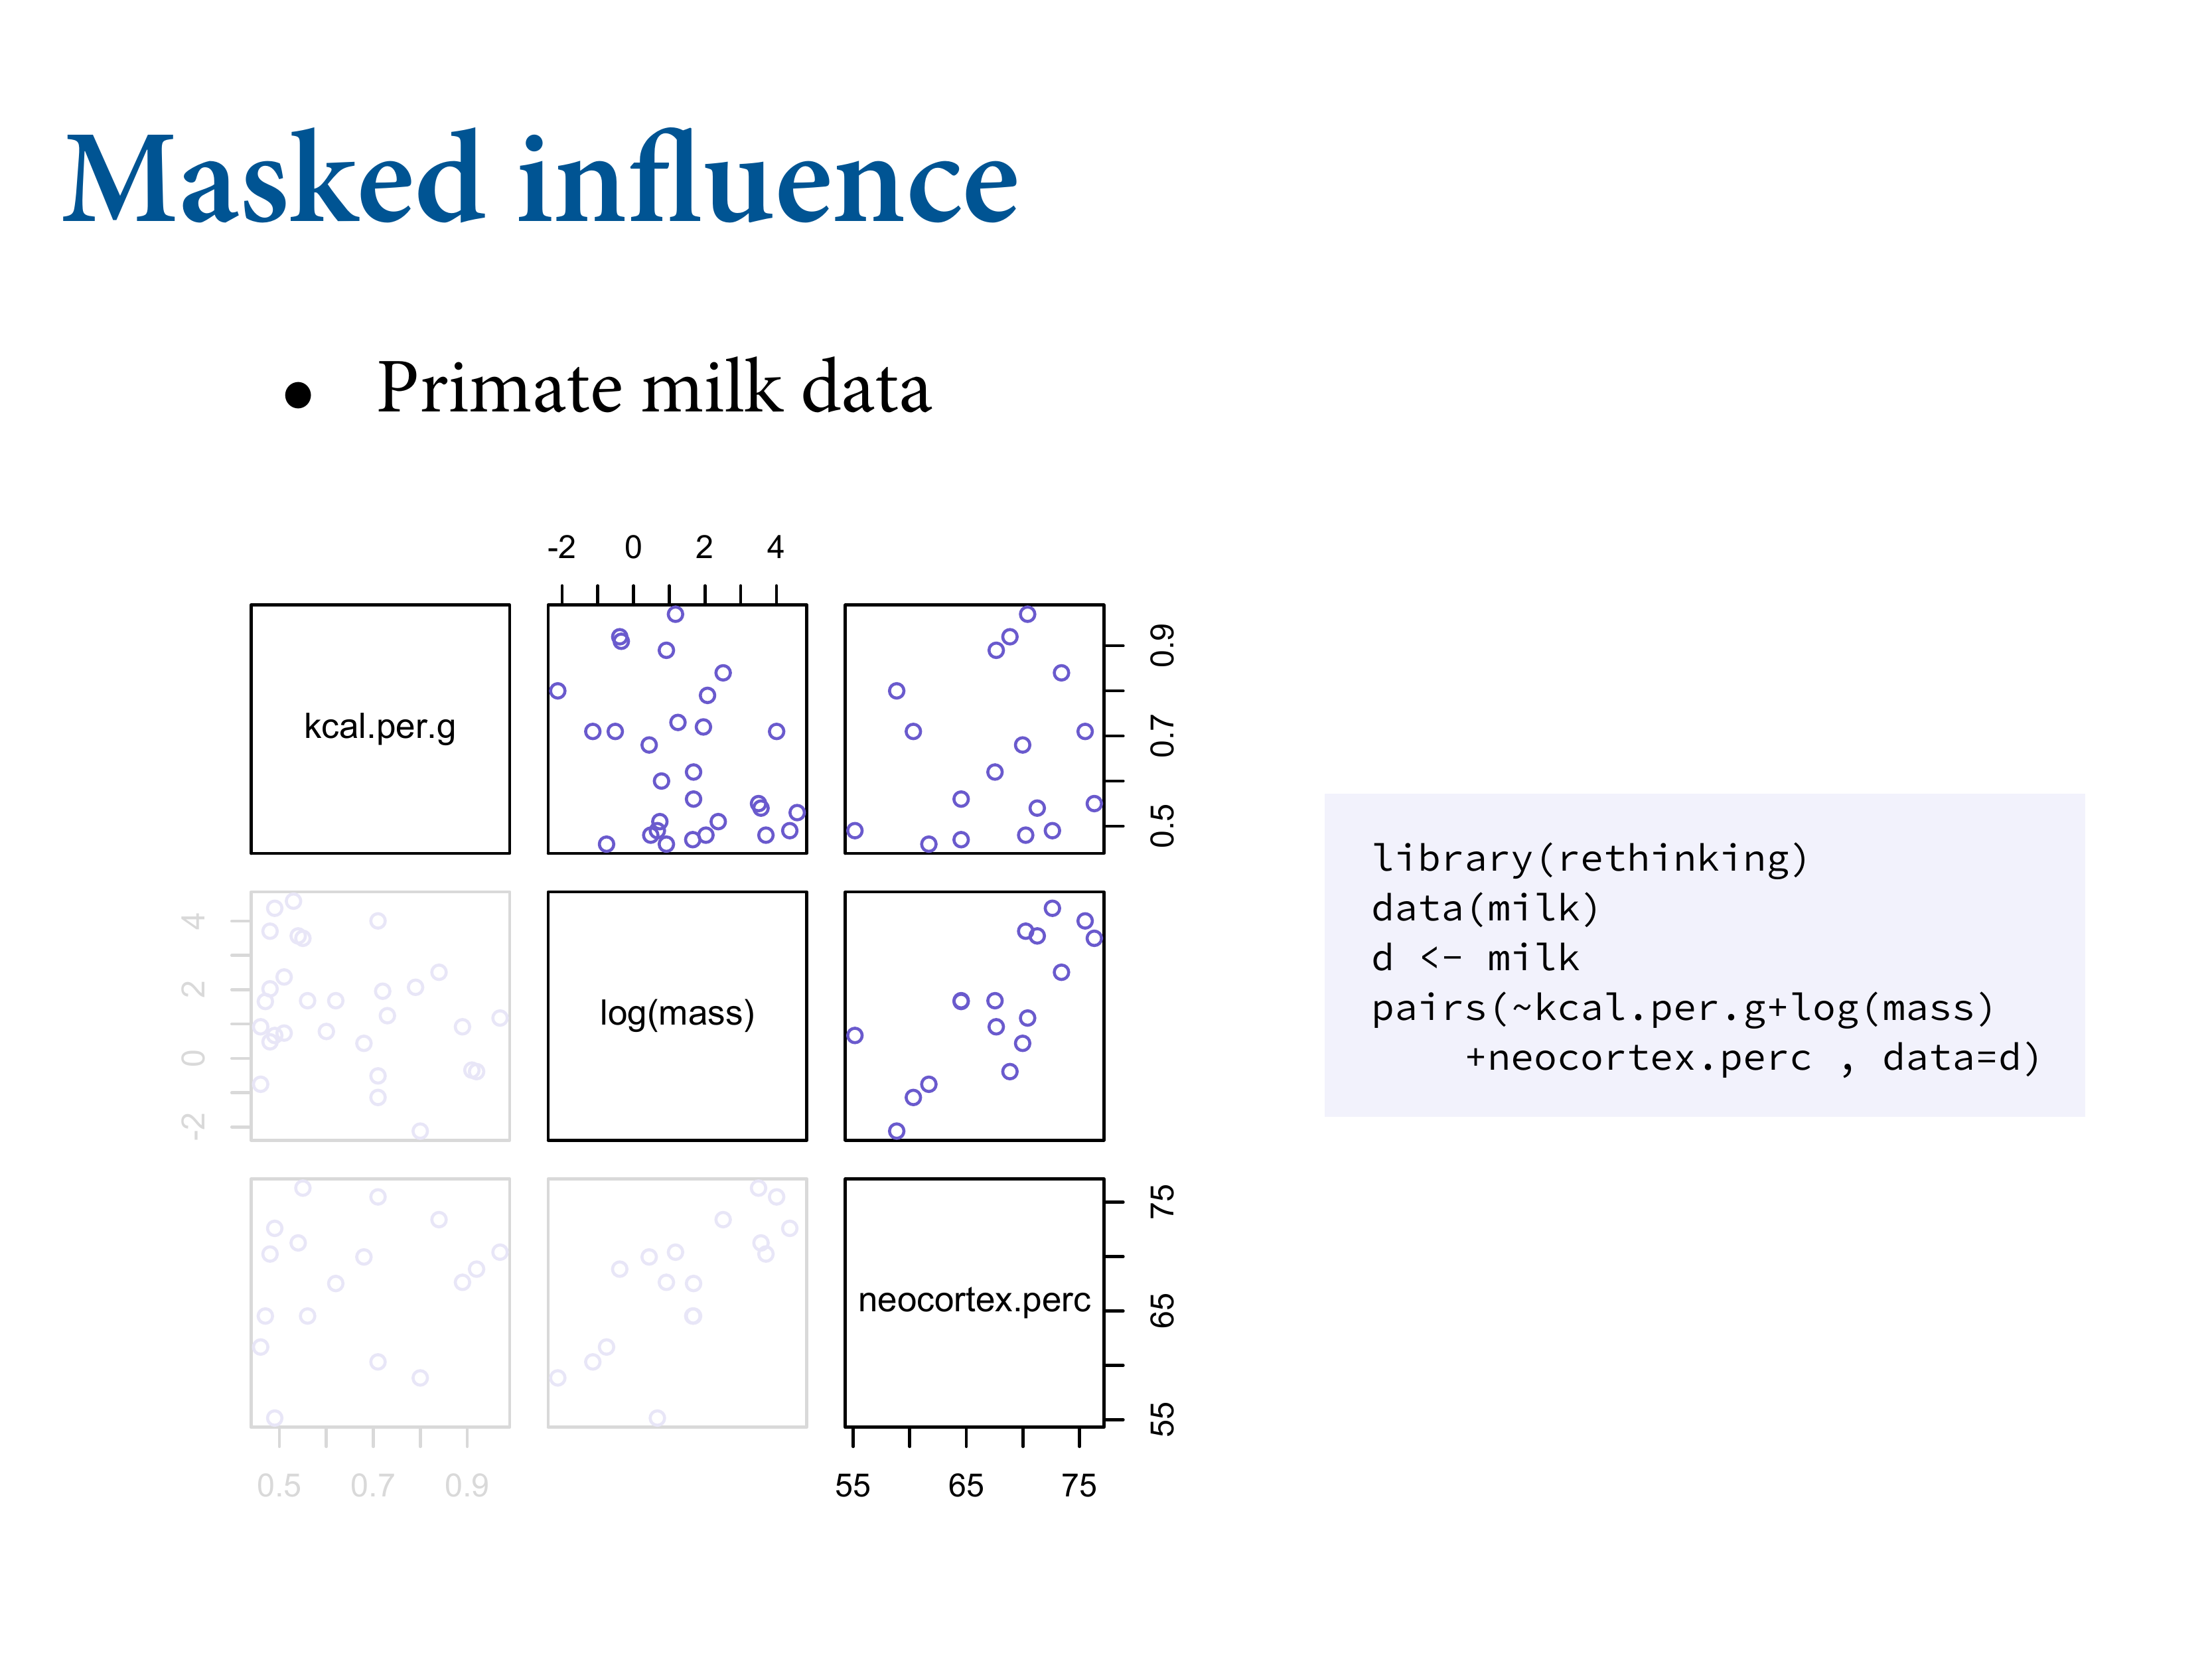 Masked influence
• Primate milk data
-2 0 2 4
kcal.per.g
0.5 0.7 0.9
-2 0 2 4
log(mass)
neocortex.perc
55 65 75
0.5 0.7 0.9
55 65 75
library(rethinking)
data(milk)
d <- milk
pairs(~kcal.per.g+log(mass)
+neocortex.perc , data=d)